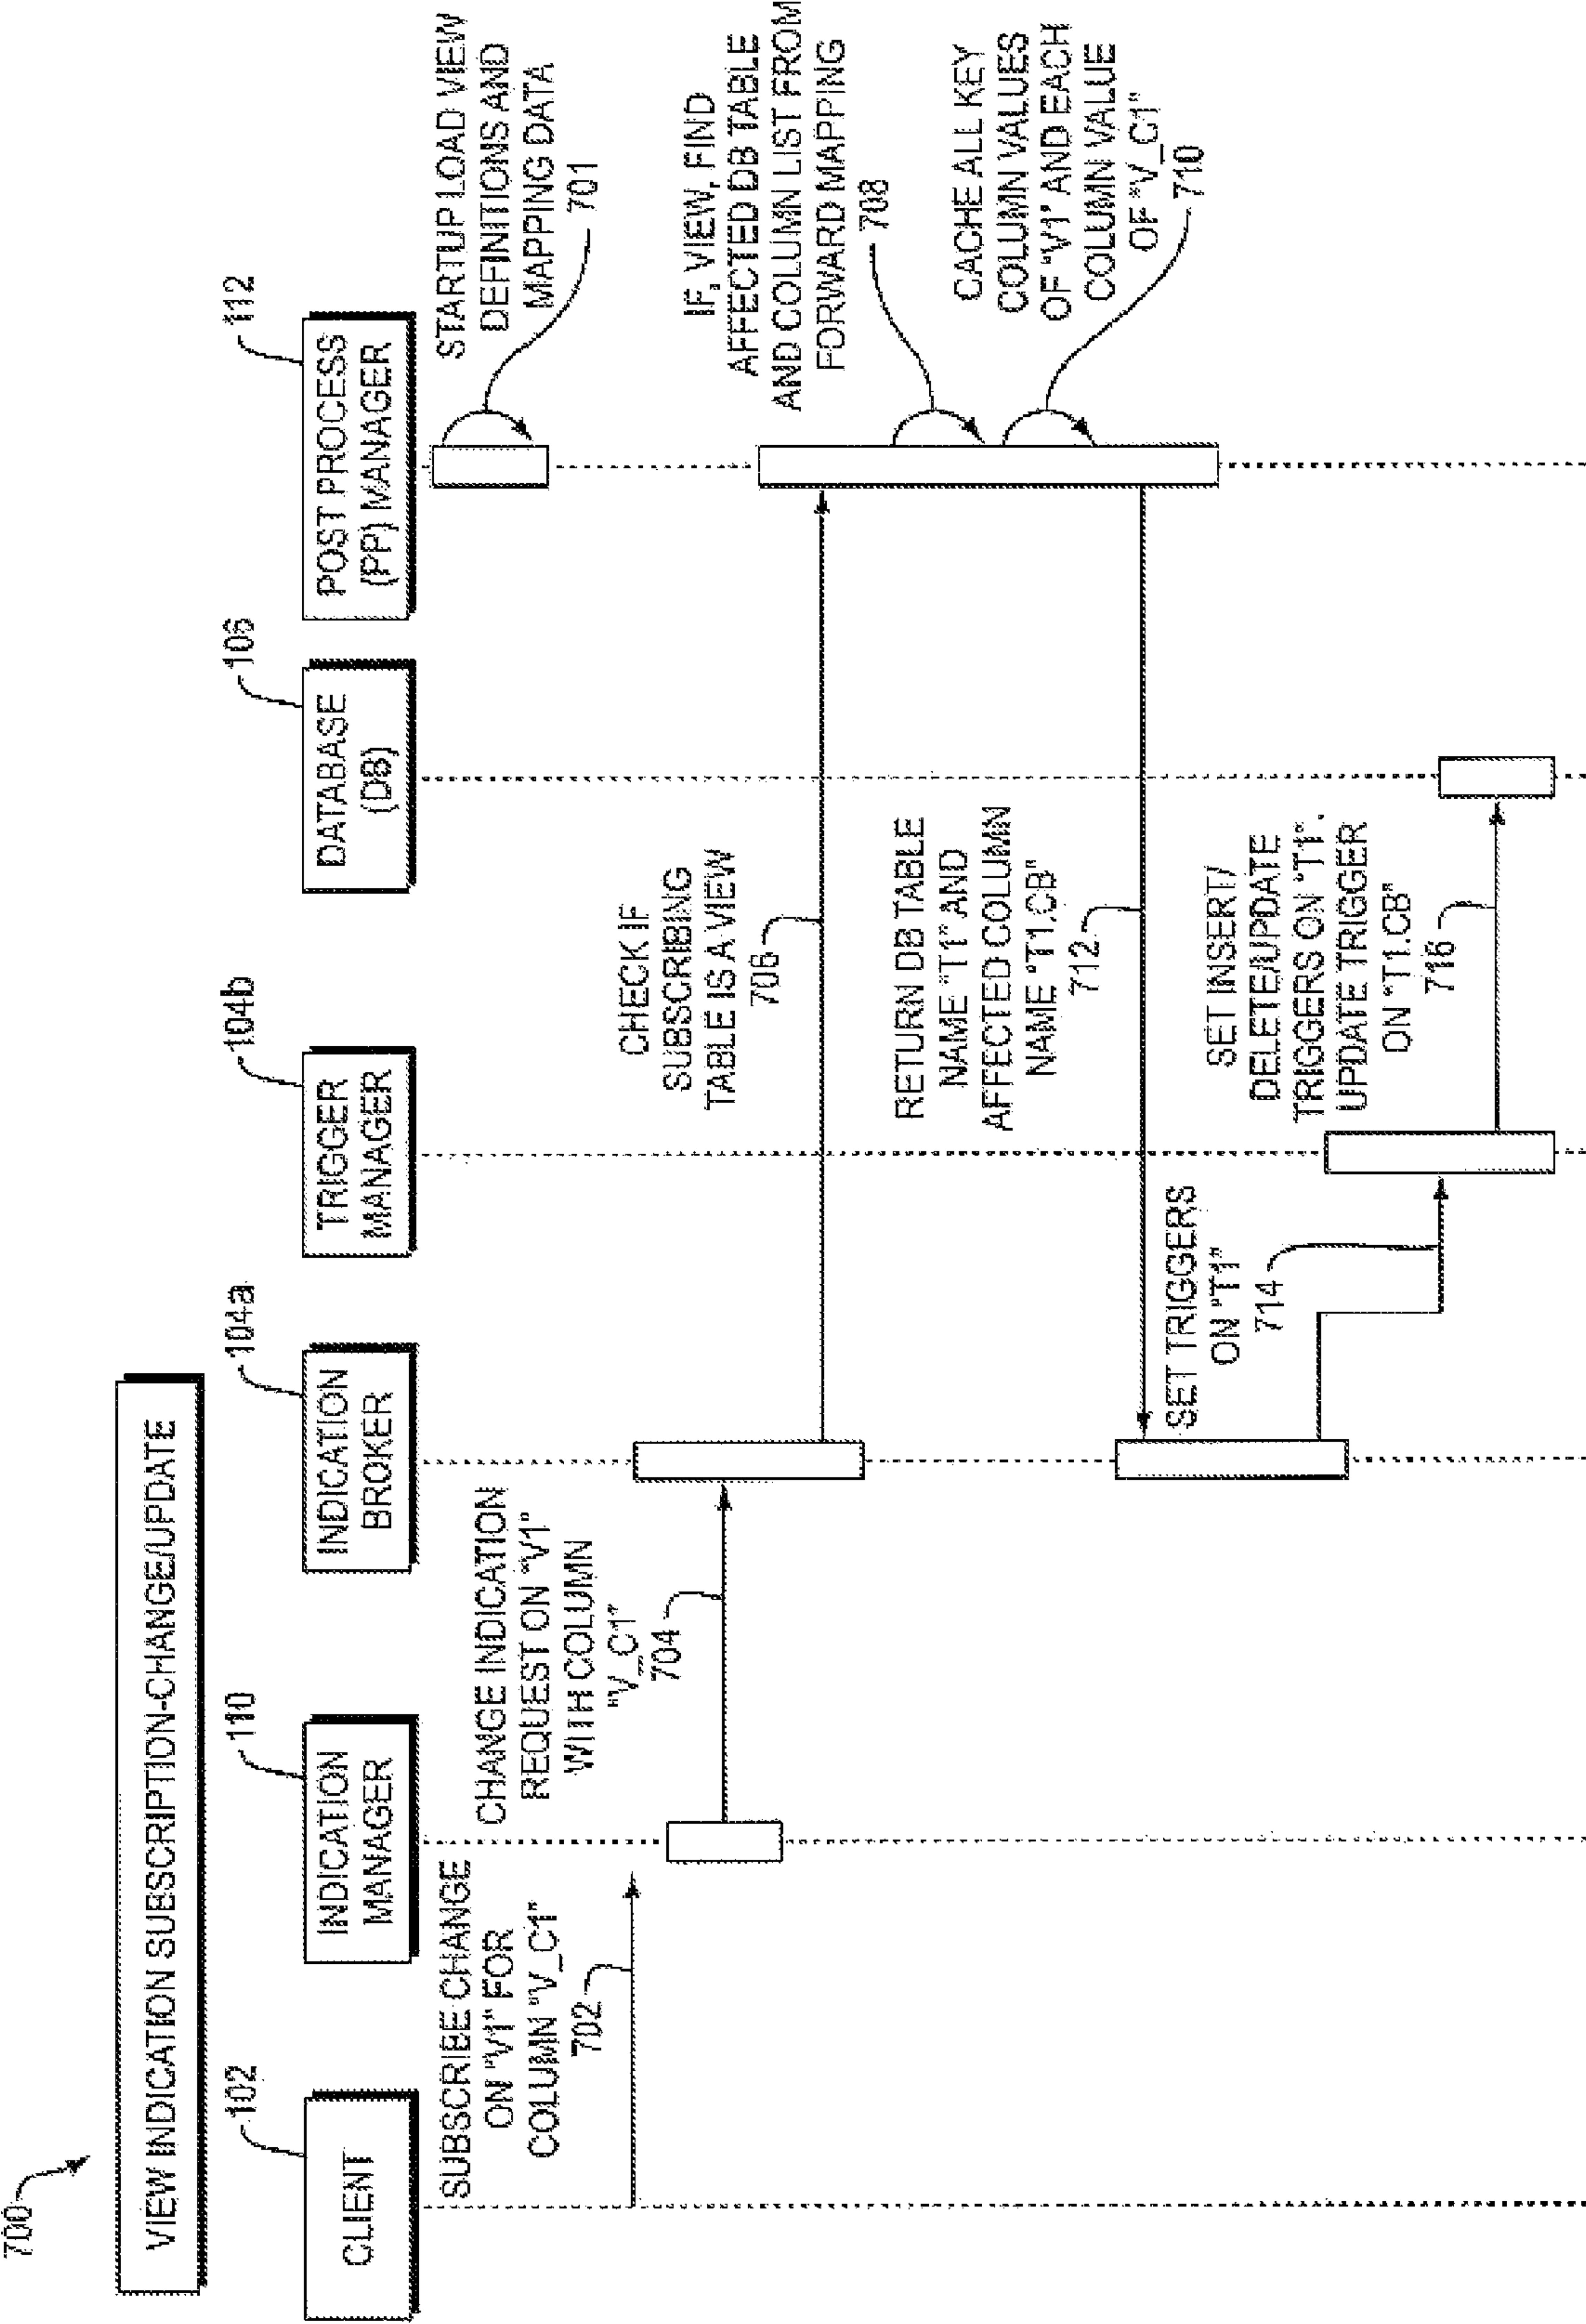 700
VIEW INDICATION SUBSCRIPTION-CHANGE/UPDATE
102
CLIENT
110
INDICATION
MANAGER
104a
INDICATION
BROKER
104b
TRIGGER
MANAGER
106
DATABASE
(DB)
112
POST PROCESS
(PP) MANAGER
STARTUP LOAD VIEW
DEFINITIONS AND
MAPPING DATA
701
SUBSCRIBE CHANGE
ON "V1" FOR
COLUMN "V_C1"
702
CHANGE INDICATION
REQUEST ON "V1"
WITH COLUMN
"V_C1"
704
CHECK IF
SUBSCRIBING
TABLE IS A VIEW
706
IF, VIEW, FIND
AFFECTED DB TABLE
AND COLUMN LIST FROM
FORWARD MAPPING
708
CACHE ALL KEY
COLUMN VALUES
OF "V1' AND EACH
COLUMN VALUE
OF "V_C1"
710
RETURN DB TABLE
NAME "T1" AND
AFFECTED COLUMN
NAME "T1.CB"
712
SET TRIGGERS
ON "T1"
714
SET INSERT/
DELETE/UPDATE
TRIGGERS ON "T1".
UPDATE TRIGGER
ON "T1.CB"
716